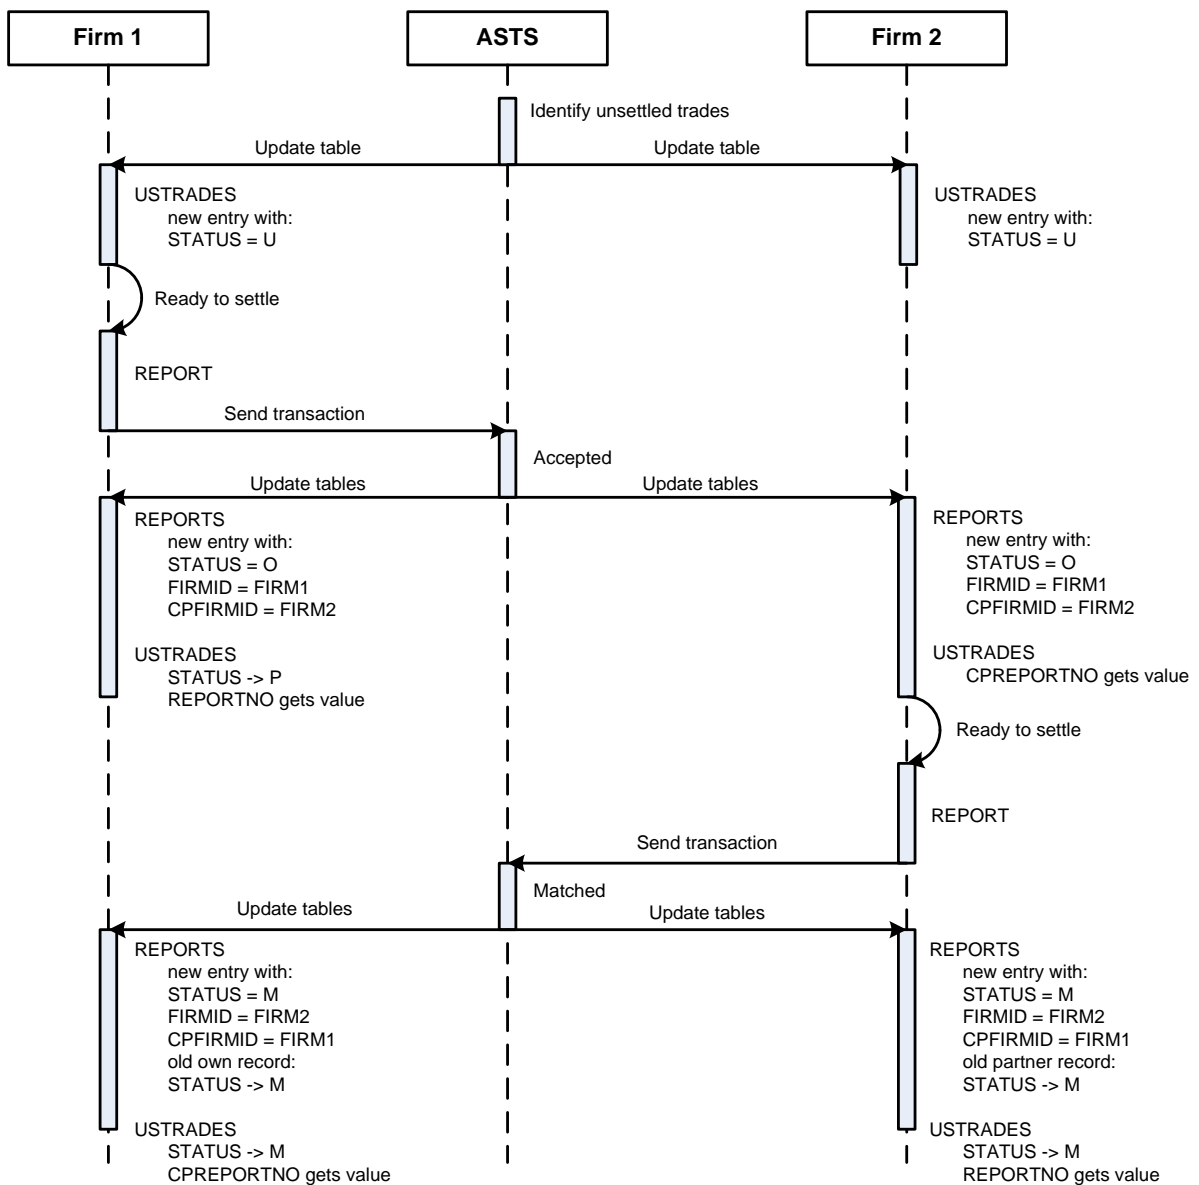 Firm 1
ASTS
Firm 2
Identify unsettled trades
Update table
Update table
USTRADES
new entry with:
STATUS = U
USTRADES
new entry with:
STATUS = U
Ready to settle
REPORT
Send transaction
Accepted
Update tables
Update tables
REPORTS
new entry with:
STATUS = O
FIRMID = FIRM1
CPFIRMID = FIRM2
USTRADES
STATUS -> P
REPORTNO gets value
REPORTS
new entry with:
STATUS = O
FIRMID = FIRM1
CPFIRMID = FIRM2
USTRADES
CPREPORTNO gets value
Ready to settle
REPORT
Send transaction
Matched
Update tables
Update tables
REPORTS
new entry with:
STATUS = M
FIRMID = FIRM2
CPFIRMID = FIRM1
old own record:
STATUS -> M
USTRADES
STATUS -> M
CPREPORTNO gets value
REPORTS
new entry with:
STATUS = M
FIRMID = FIRM2
CPFIRMID = FIRM1
old partner record:
STATUS -> M
USTRADES
STATUS -> M
REPORTNO gets value